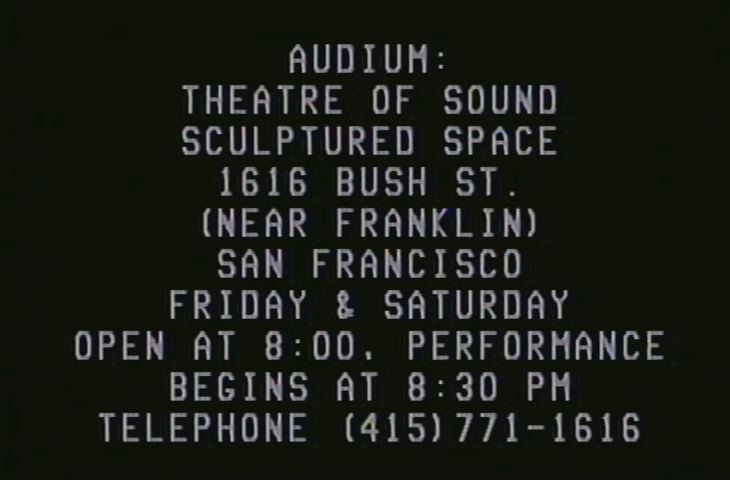 AUDIUM:
THEATRE OF SOUND
SCULPTURED SPACE
1616 BUSH ST.
(NEAR FRANKLIN)
SAN FRANCISCO
FRIDAY & SATURDAY
OPEN AT 8:00. PERFORMANCE
BEGINS AT 8:30 PM
TELEPHONE (415)771-1616